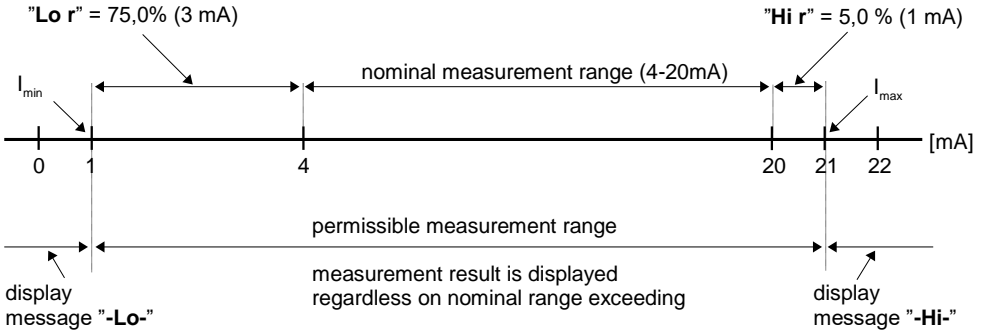 "Lo r" = 75,0% (3 mA)
"Hi r" = 5,0 % (1 mA)
nominal measurement range (4-20mA)
Imin
Imax
[mA]
0 1 4 20 21 22
permissible measurement range
measurement result is displayed
regardless on nominal range exceeding
display
message "-Lo-"
display
message "-Hi-"